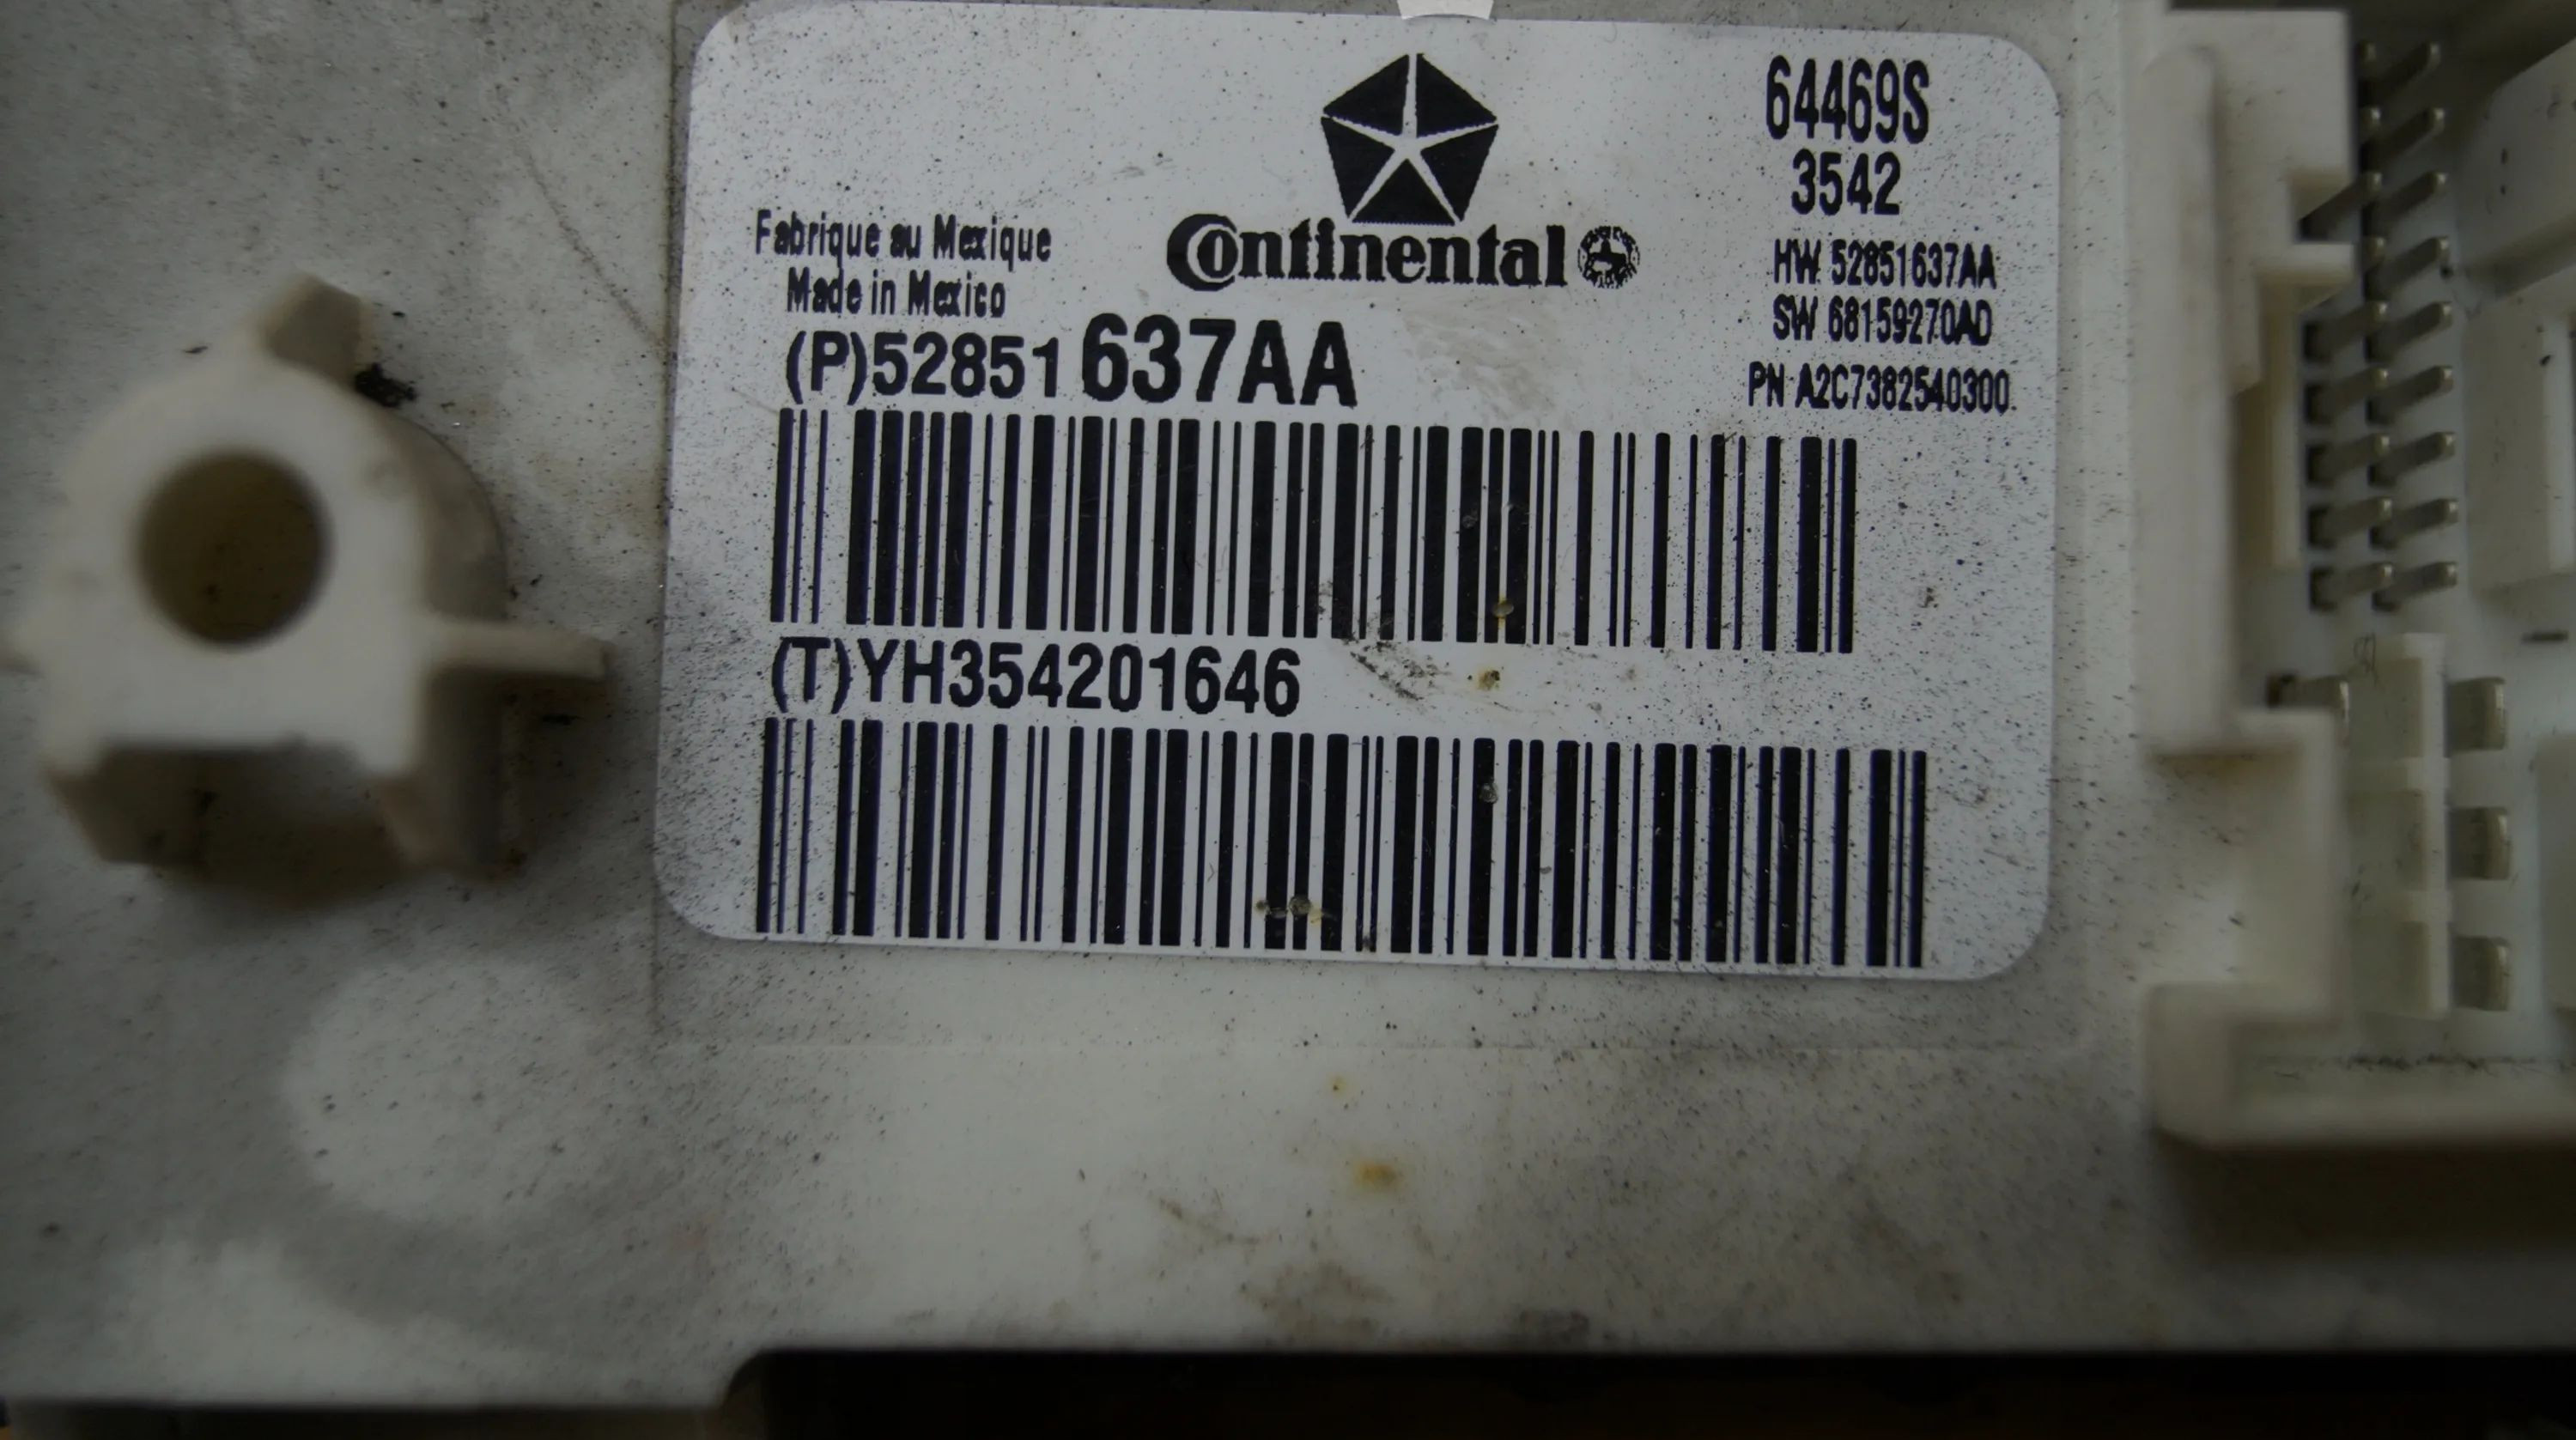 64469S
3542
Fabrique au Mexique
Made in Mexico
Continental
HW 52851637AA
SW 68159270AD
(P)52851637AA
PN A2C7382540300
(T)YH354201646